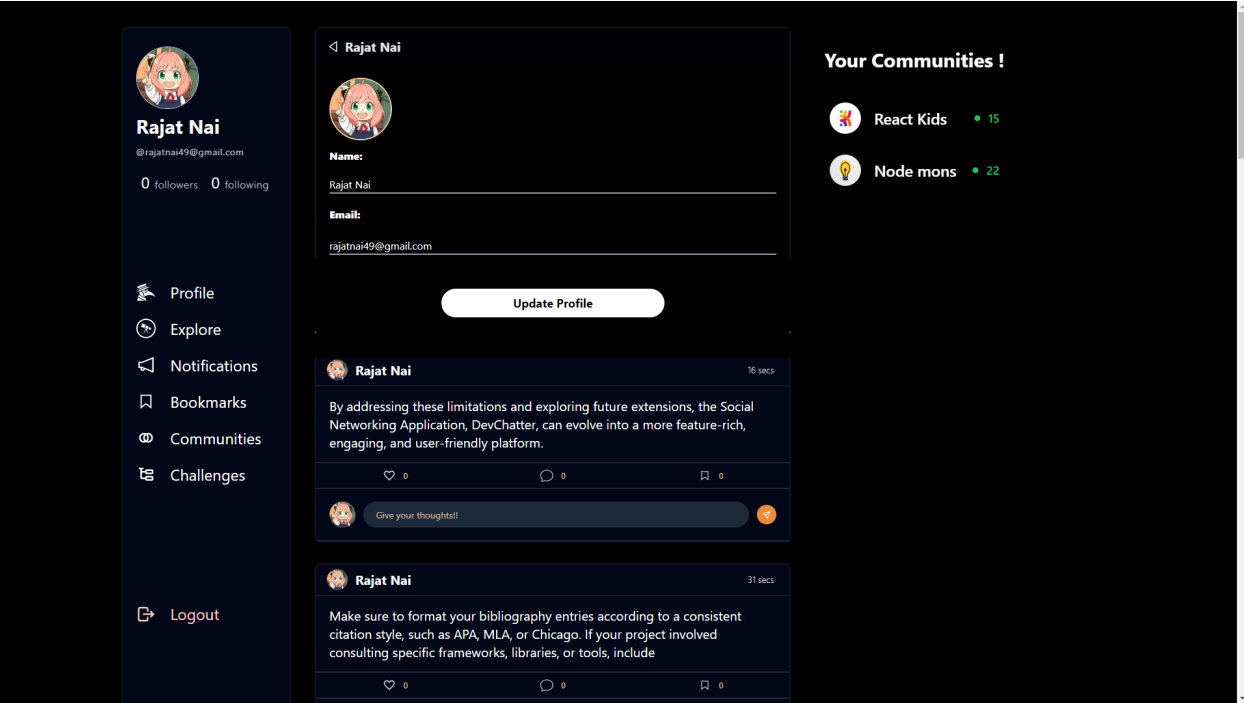 Rajat Nai
@rajatnai49@gmail.com
0 followers 0 following
Profile
Explore
Notifications
Bookmarks
Communities
Challenges
Logout
Rajat Nai
Name:
Rajat Nai
Email:
rajatnai49@gmail.com
Update Profile
Rajat Nai 16 secs
By addressing these limitations and exploring future extensions, the Social
Networking Application, DevChatter, can evolve into a more feature-rich,
engaging, and user-friendly platform.
0 0 0
Give your thoughts!!
Rajat Nai 31 secs
Make sure to format your bibliography entries according to a consistent
citation style, such as APA, MLA, or Chicago. If your project involved
consulting specific frameworks, libraries, or tools, include
0 0 0
Your Communities !
React Kids 15
Node mons 22